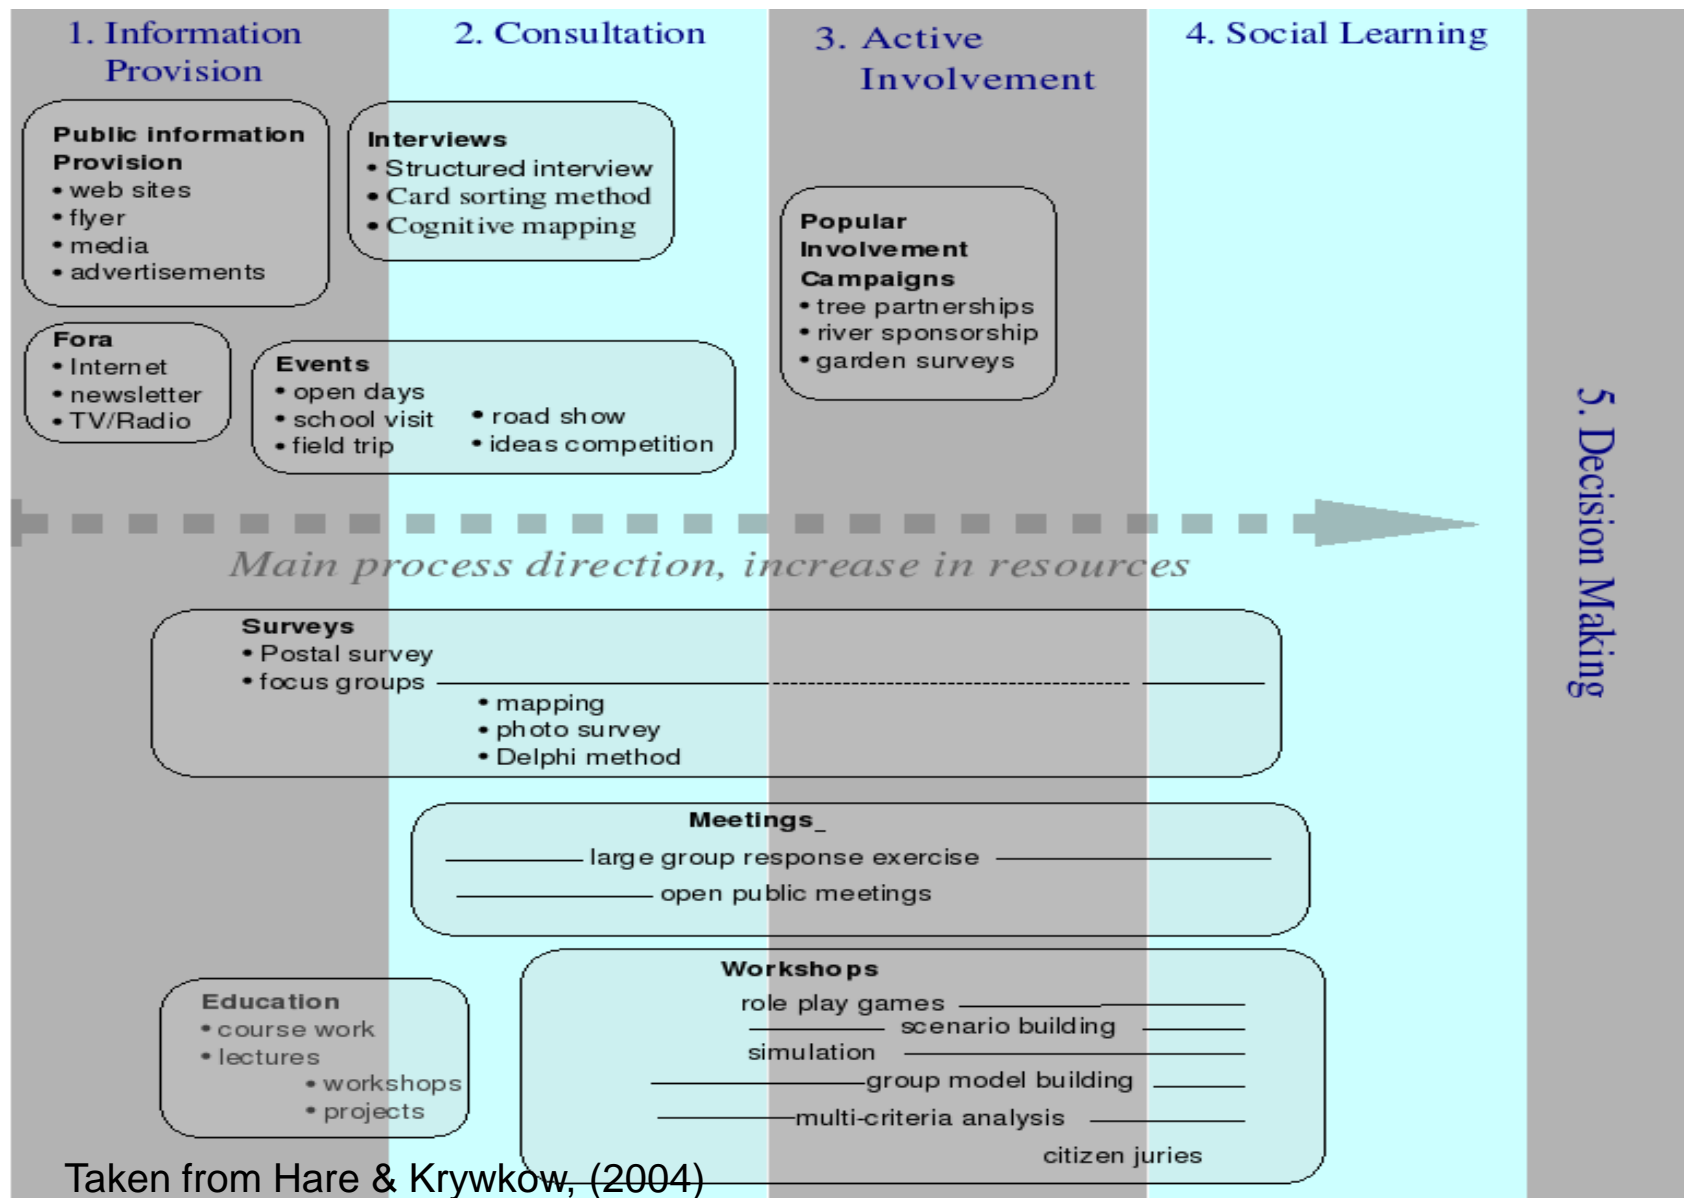 1. Information
Provision
2. Consultation
3. Active
Involvement
4. Social Learning
5. Decision Making
Public information
Provision
• web sites
• flyer
• media
• advertisements
Interviews
• Structured interview
• Card sorting method
• Cognitive mapping
Popular
Involvement
Campaigns
• tree partnerships
• river sponsorship
• garden surveys
Fora
• Internet
• newsletter
• TV/Radio
Events
• open days
• school visit
• field trip
• road show
• ideas competition
Main process direction, increase in resources
Surveys
• Postal survey
• focus groups
• mapping
• photo survey
• Delphi method
Meetings_
large group response exercise
open public meetings
Education
• course work
• lectures
• workshops
• projects
Workshops
role play games
scenario building
simulation
group model building
multi-criteria analysis
citizen juries
Taken from Hare & Krywkow, (2004)